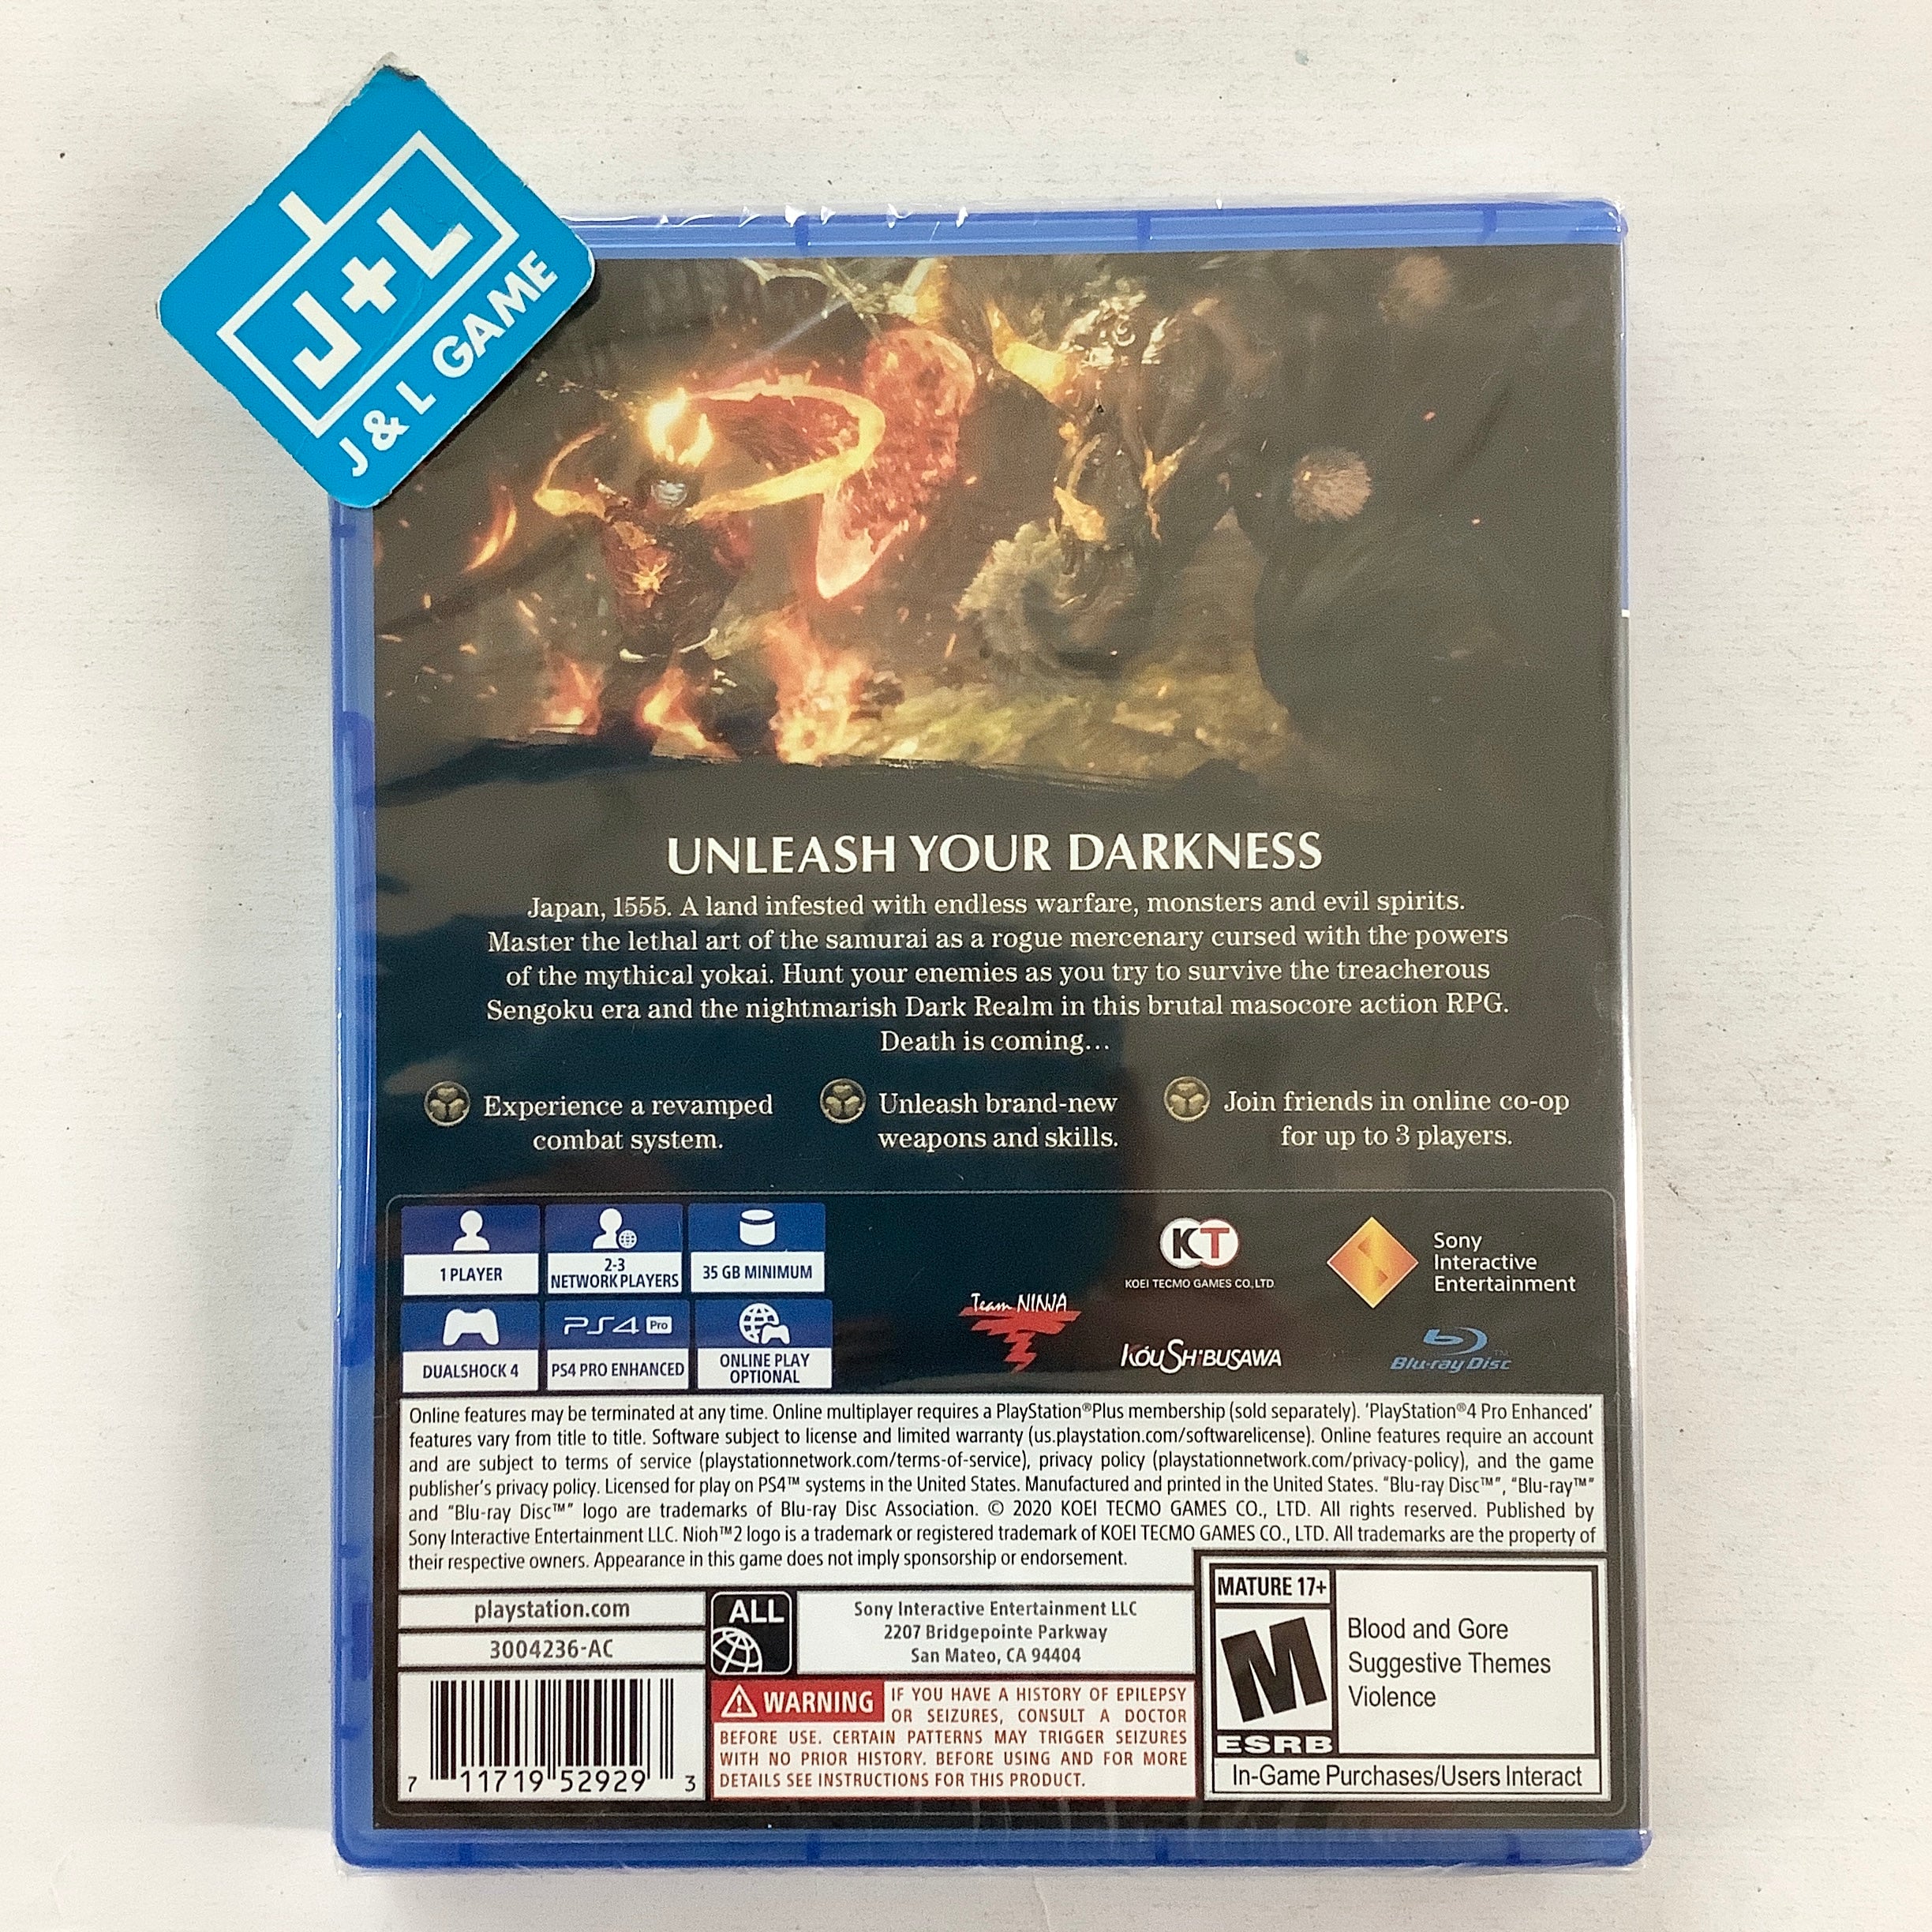 J+L
J & L GAME
UNLEASH YOUR DARKNESS
Japan, 1555. A land infested with endless warfare, monsters and evil spirits.
Master the lethal art of the samurai as a rogue mercenary cursed with the powers
of the mythical yokai. Hunt your enemies as you try to survive the treacherous
Sengoku era and the nightmarish Dark Realm in this brutal masocore action RPG.
Death is coming...
Experience a revamped
combat system.
Unleash brand-new
weapons and skills.
Join friends in online co-op
for up to 3 players.
1 PLAYER
2-3
NETWORK PLAYERS
35 GB MINIMUM
DUALSHOCK 4
PS4 Pro
PS4 PRO ENHANCED
ONLINE PLAY
OPTIONAL
Team NINJA
KT
KOEI TECMO GAMES CO., LTD.
KOU SHIBUSAWA
Sony
Interactive
Entertainment
Blu-ray Disc™
Online features may be terminated at any time. Online multiplayer requires a PlayStation®Plus membership (sold separately). 'PlayStation®4 Pro Enhanced'
features vary from title to title. Software subject to license and limited warranty (us.playstation.com/softwarelicense). Online features require an account
and are subject to terms of service (playstationnetwork.com/terms-of-service), privacy policy (playstationnetwork.com/privacy-policy), and the game
publisher's privacy policy. Licensed for play on PS4™ systems in the United States. Manufactured and printed in the United States. "Blu-ray Disc™", "Blu-ray™"
and "Blu-ray Disc™" logo are trademarks of Blu-ray Disc Association. © 2020 KOEI TECMO GAMES CO., LTD. All rights reserved. Published by
Sony Interactive Entertainment LLC. Nioh™2 logo is a trademark or registered trademark of KOEI TECMO GAMES CO., LTD. All trademarks are the property of
their respective owners. Appearance in this game does not imply sponsorship or endorsement.
playstation.com
3004236-AC
7 11719 52929 3
ALL
Sony Interactive Entertainment LLC
2207 Bridgepointe Parkway
San Mateo, CA 94404
WARNING IF YOU HAVE A HISTORY OF EPILEPSY
OR SEIZURES, CONSULT A DOCTOR
BEFORE USE. CERTAIN PATTERNS MAY TRIGGER SEIZURES
WITH NO PRIOR HISTORY. BEFORE USING AND FOR MORE
DETAILS SEE INSTRUCTIONS FOR THIS PRODUCT.
MATURE 17+
M
ESRB
Blood and Gore
Suggestive Themes
Violence
In-Game Purchases/Users Interact